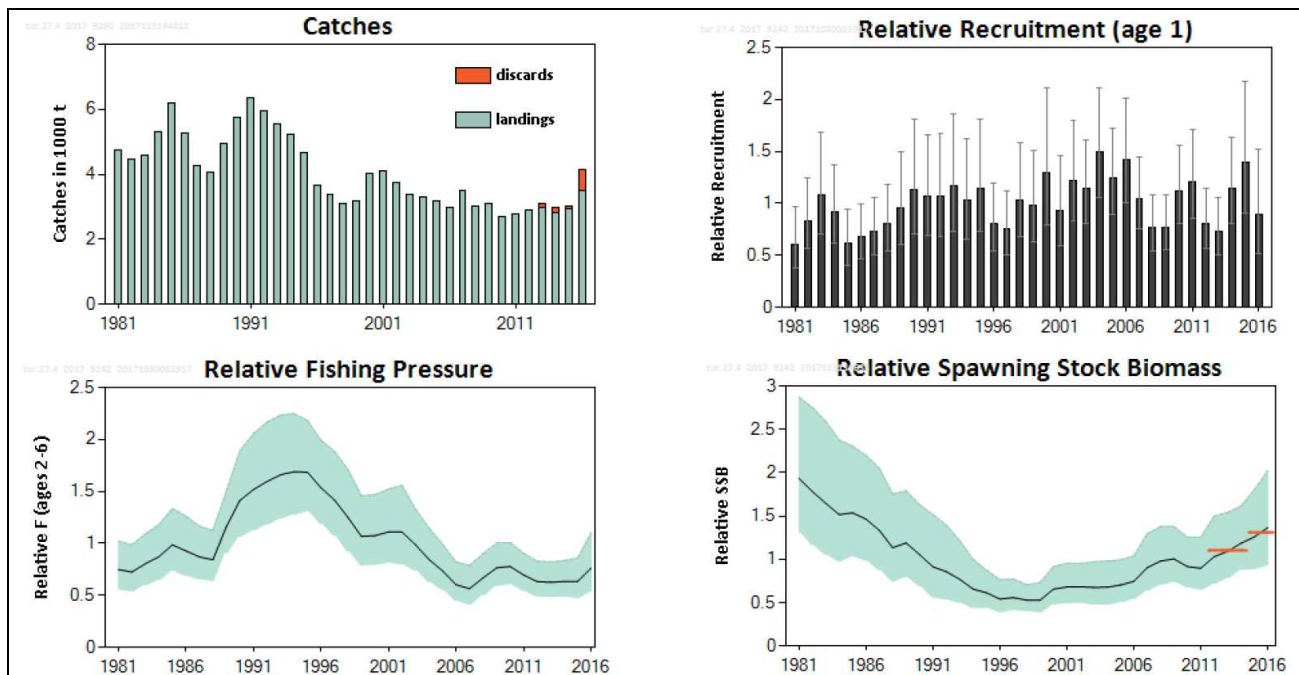 Catches
8
6
4
2
0
Catches in 1000 t
discards
landings
1981 1991 2001 2011
Relative Recruitment (age 1)
2.5
2
1.5
1
0.5
0
Relative Recruitment
1981 1986 1991 1996 2001 2006 2011 2016
Relative Fishing Pressure
2.5
2
1.5
1
0.5
0
Relative F (ages 2-6)
1981 1986 1991 1996 2001 2006 2011 2016
Relative Spawning Stock Biomass
3
2.5
2
1.5
1
0.5
0
Relative SSB
1981 1986 1991 1996 2001 2006 2011 2016